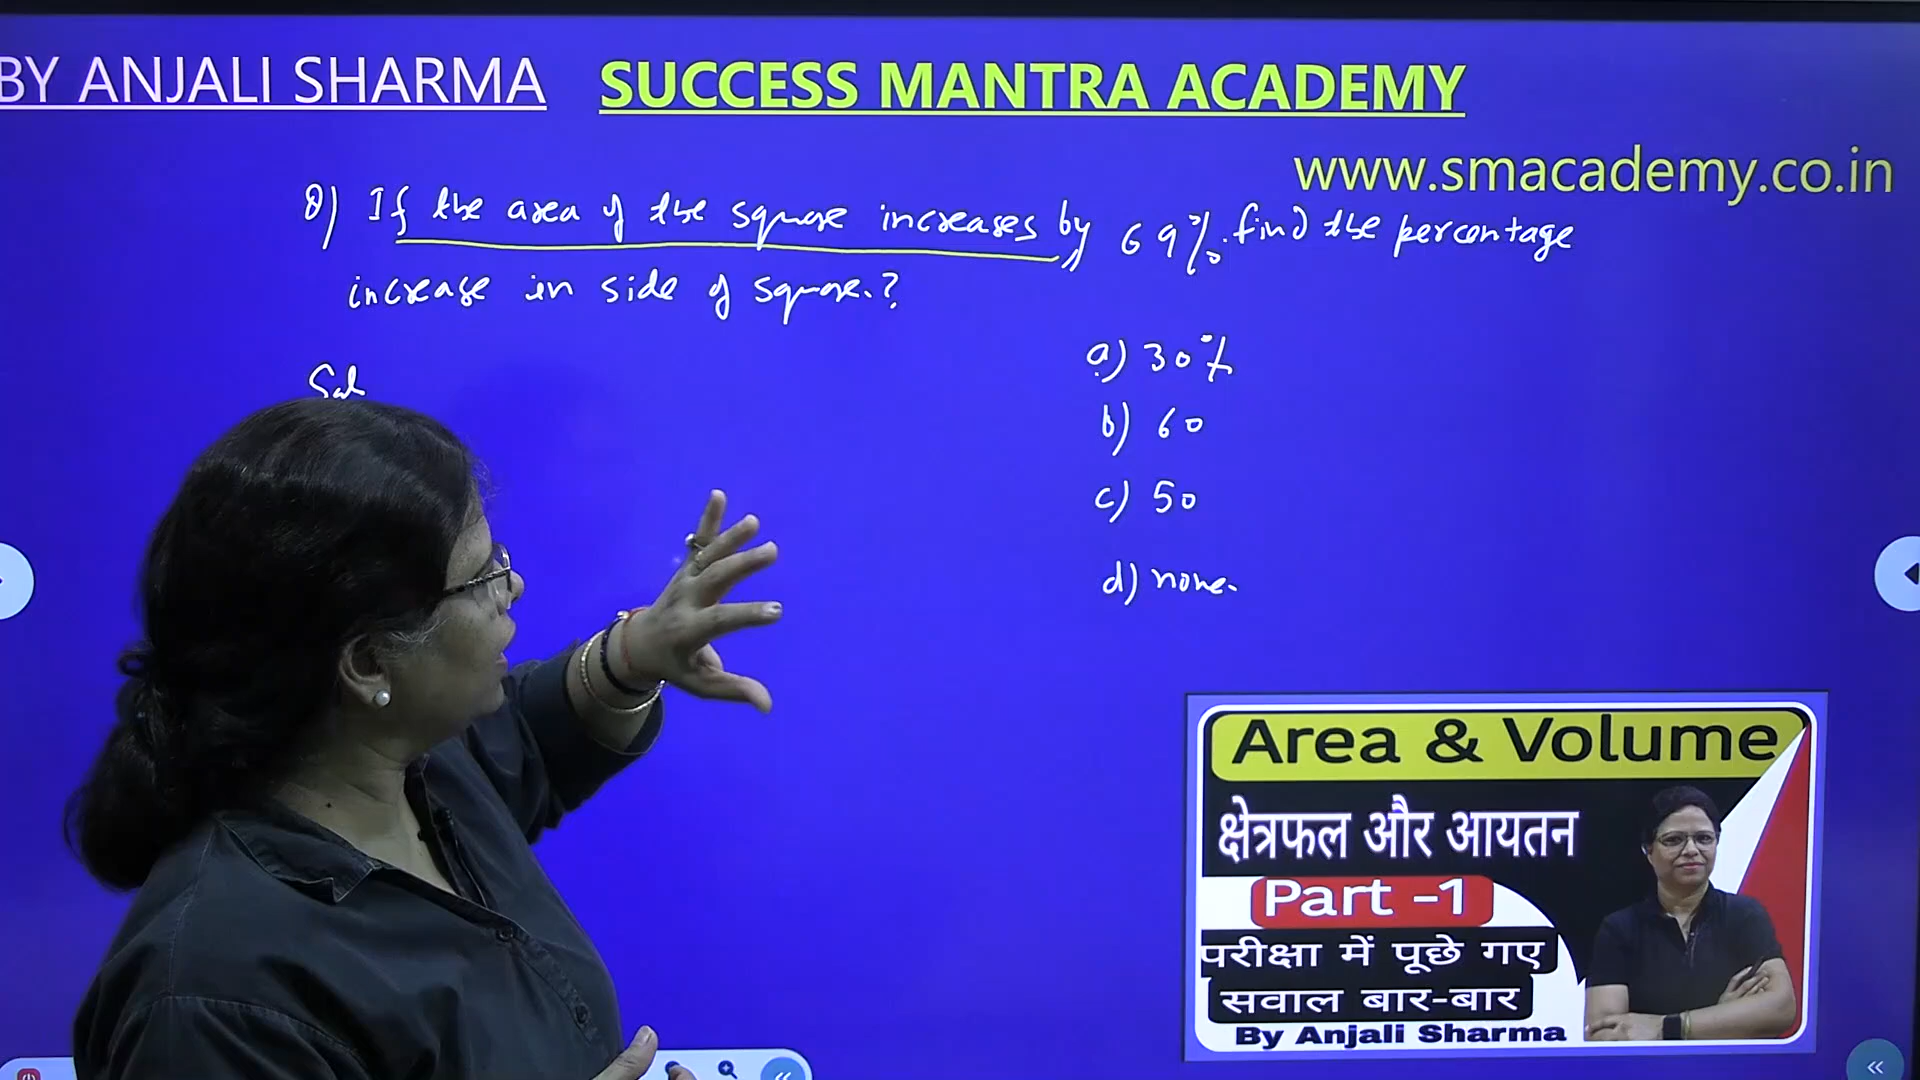 BY ANJALI SHARMA SUCCESS MANTRA ACADEMY
www.smacademy.co.in
Q) If the area of the square increases by 69% find the percentage
increase in side of square.?
a) 30%
b) 60
c) 50
d) none.
Sol
Area & Volume
क्षेत्रफल और आयतन
Part -1
परीक्षा में पूछे गए
सवाल बार-बार
By Anjali Sharma